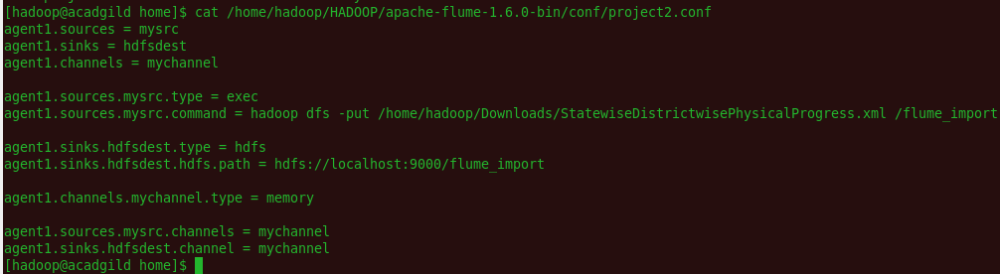 [hadoop@acadgild home]$ cat /home/hadoop/HADOOP/apache-flume-1.6.0-bin/conf/project2.conf
agent1.sources = mysrc
agent1.sinks = hdfsdest
agent1.channels = mychannel
agent1.sources.mysrc.type = exec
agent1.sources.mysrc.command = hadoop dfs -put /home/hadoop/Downloads/StatewiseDistrictwisePhysicalProgress.xml /flume_import
agent1.sinks.hdfsdest.type = hdfs
agent1.sinks.hdfsdest.hdfs.path = hdfs://localhost:9000/flume_import
agent1.channels.mychannel.type = memory
agent1.sources.mysrc.channels = mychannel
agent1.sinks.hdfsdest.channel = mychannel
[hadoop@acadgild home]$